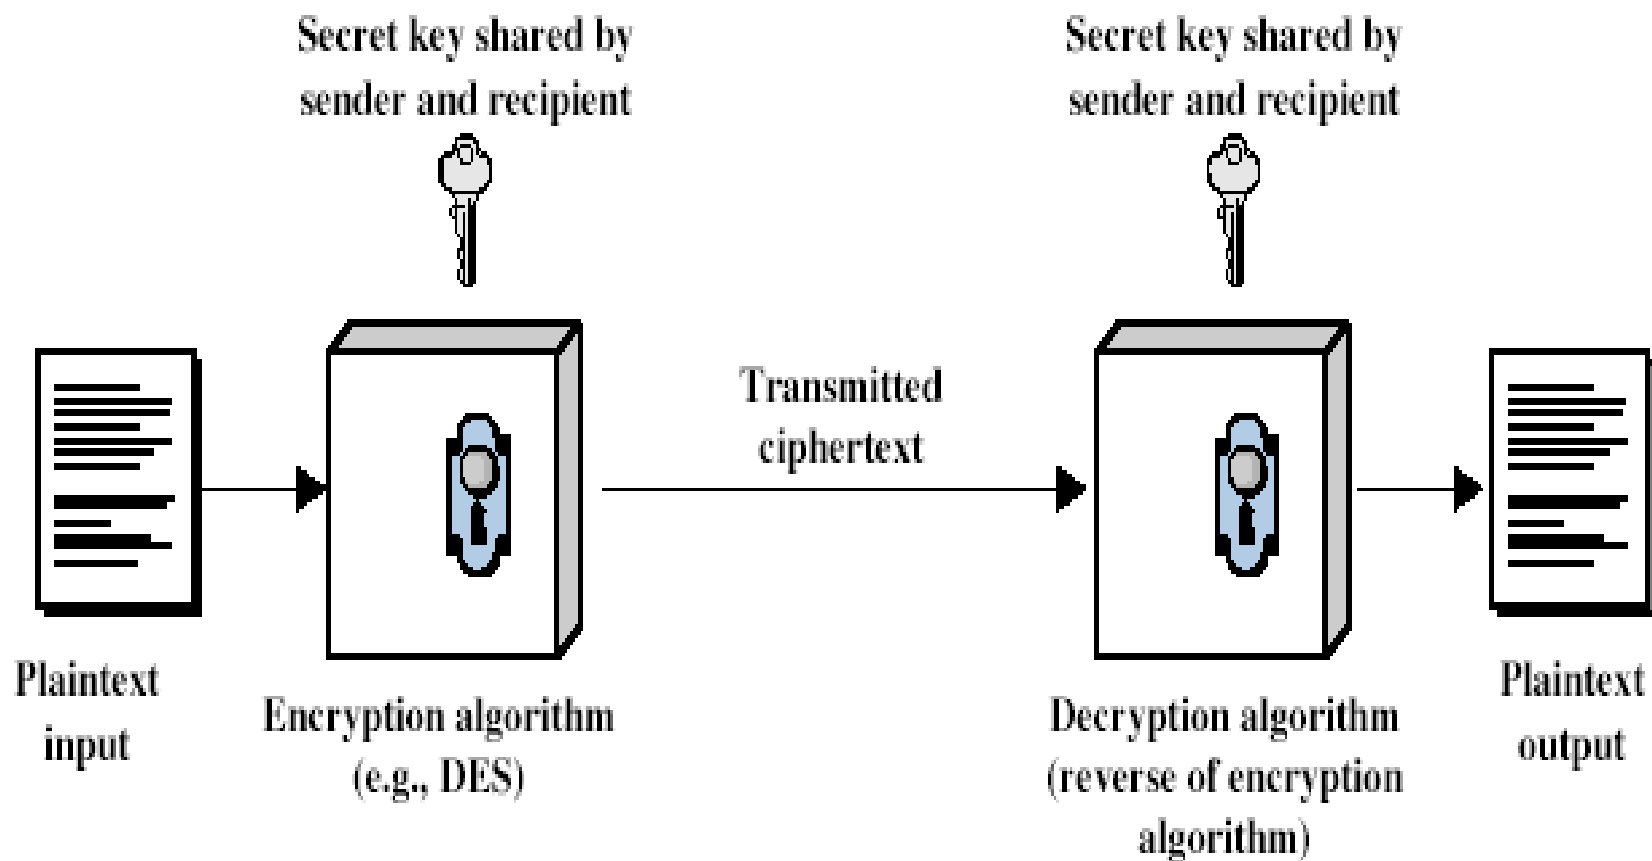 Secret key shared by
sender and recipient
Secret key shared by
sender and recipient
Transmitted
ciphertext
Plaintext
input
Encryption algorithm
(e.g., DES)
Decryption algorithm
(reverse of encryption
algorithm)
Plaintext
output